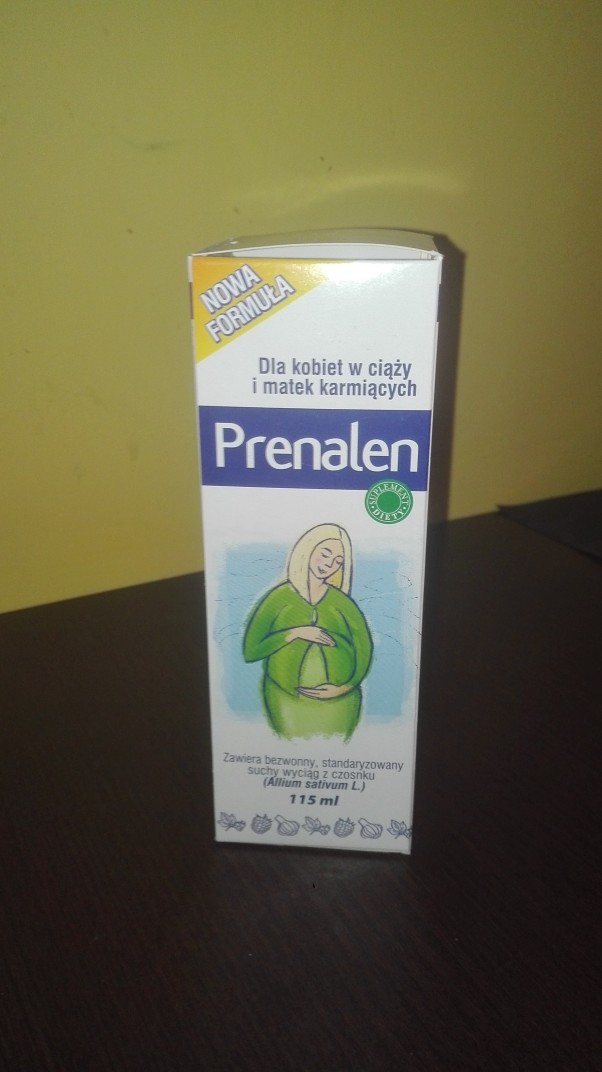 NOWA
FORMUŁA
Dla kobiet w ciąży
i matek karmiących
Prenalen
SUPLEMENT
DIETY
Zawiera bezwonny, standaryzowany
suchy wyciąg z czosnku
(Allium sativum L.)
115 ml